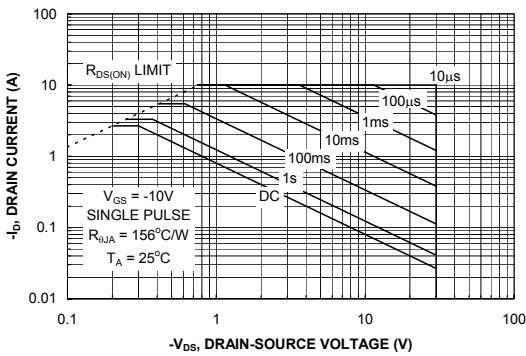 100
10
1
0.1
0.01
-I_D, DRAIN CURRENT (A)
R_DS(ON) LIMIT
10µs
100µs
1ms
10ms
100ms
1s
DC
V_GS = -10V
SINGLE PULSE
R_θJA = 156°C/W
T_A = 25°C
0.1
1
10
100
-V_DS, DRAIN-SOURCE VOLTAGE (V)